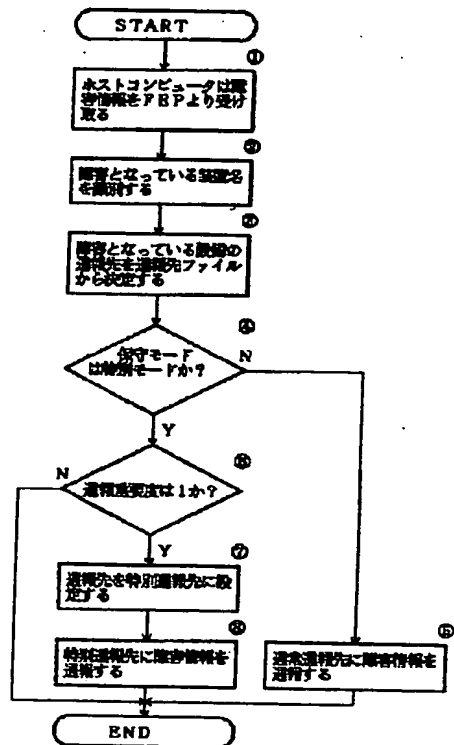 START
①
ホストコンピュータは障
害情報をFEPより受け
取る
②
障害となっている装置名
を識別する
③
障害となっている設備の
通報先を通報先ファイル
から決定する
④
保守モード
は特別モードか?
N
Y
⑥
通報重要度は1か?
N
Y
⑦
通報先を特別通報先に設
定する
⑧
特別通報先に障害情報を
通報する
⑤
通常通報先に障害情報を
通報する
END